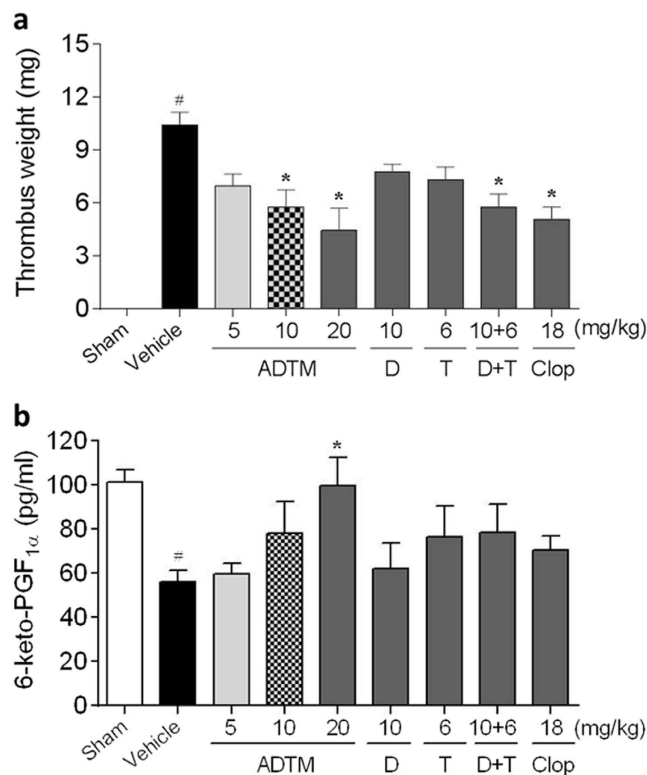 a
Thrombus weight (mg)
15
12
9
6
3
0
# * * * *
Sham Vehicle 5 10 20 10 6 10+6 18 (mg/kg)
ADTM D T D+T Clop
b
6-keto-PGF1α (pg/ml)
120
100
80
60
40
20
0
# *
Sham Vehicle 5 10 20 10 6 10+6 18 (mg/kg)
ADTM D T D+T Clop